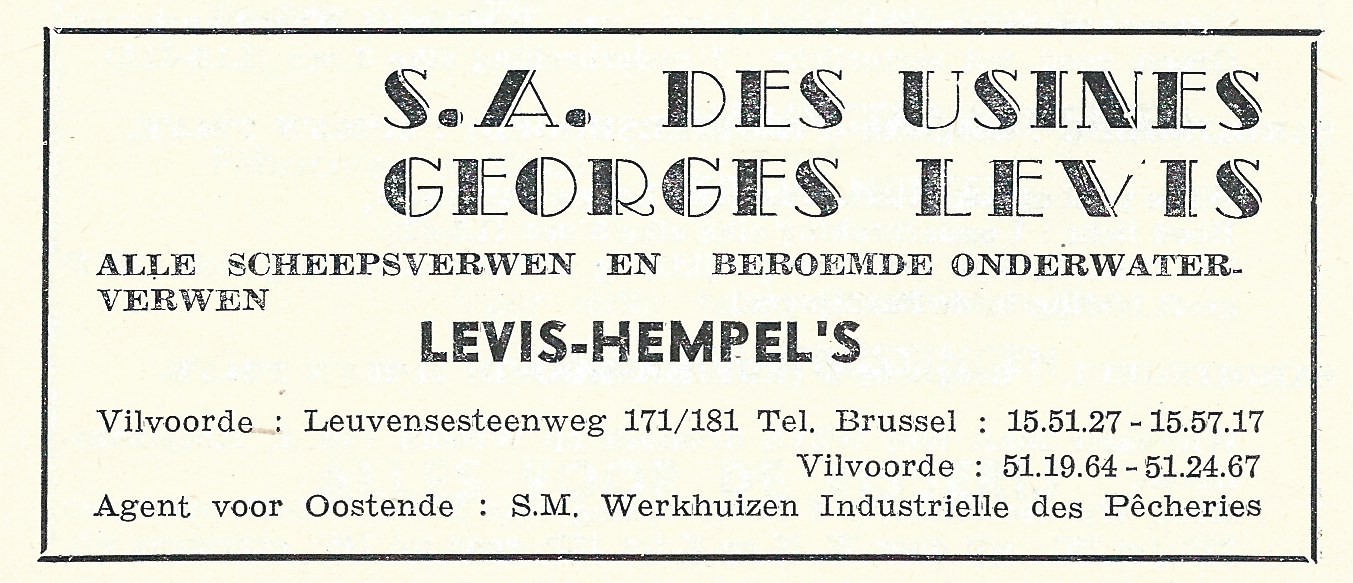 S.A. DES USINES
GEORGES LEVIS
ALLE SCHEEPSVERWEN EN BEROEMDE ONDERWATER-
VERWEN
LEVIS-HEMPEL'S
Vilvoorde : Leuvensesteenweg 171/181 Tel. Brussel : 15.51.27 - 15.57.17
Vilvoorde : 51.19.64 - 51.24.67
Agent voor Oostende : S.M. Werkhuizen Industrielle des Pêcheries